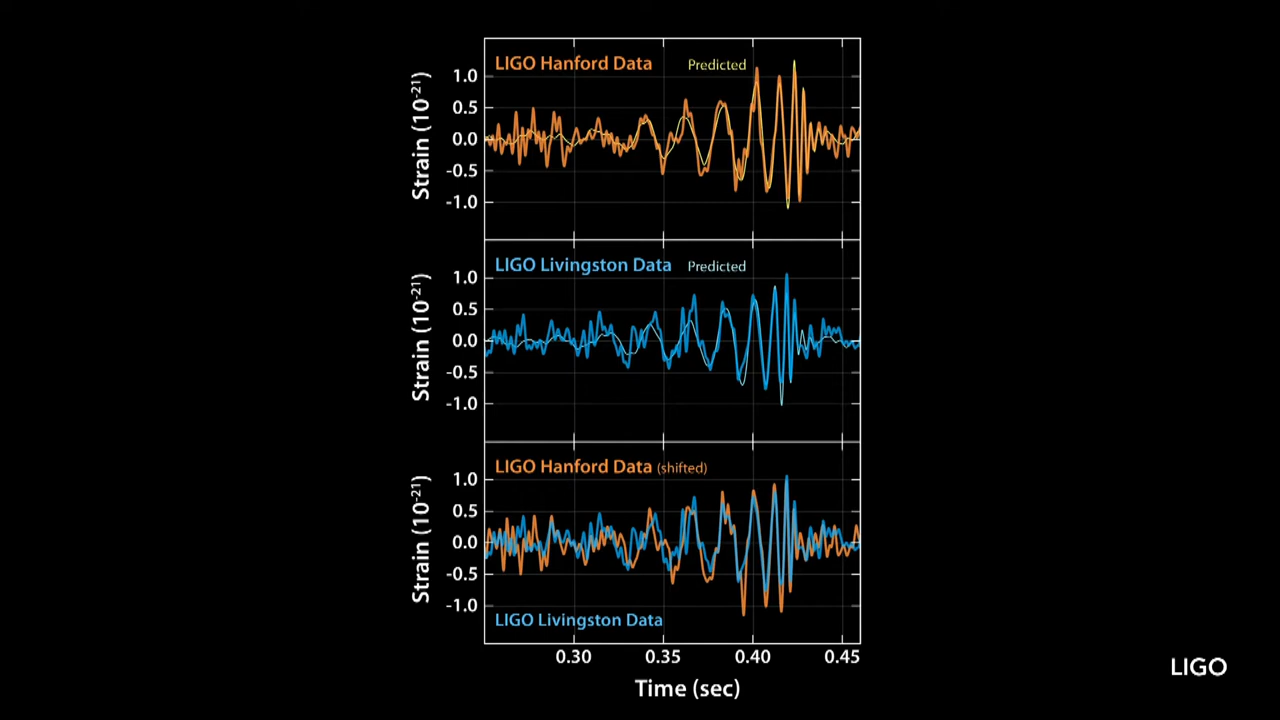 LIGO Hanford Data Predicted
1.0
0.5
0.0
-0.5
-1.0
Strain (10-21)
LIGO Livingston Data Predicted
1.0
0.5
0.0
-0.5
-1.0
Strain (10-21)
LIGO Hanford Data (shifted)
1.0
0.5
0.0
-0.5
-1.0
Strain (10-21)
LIGO Livingston Data
0.30 0.35 0.40 0.45
Time (sec)
LIGO